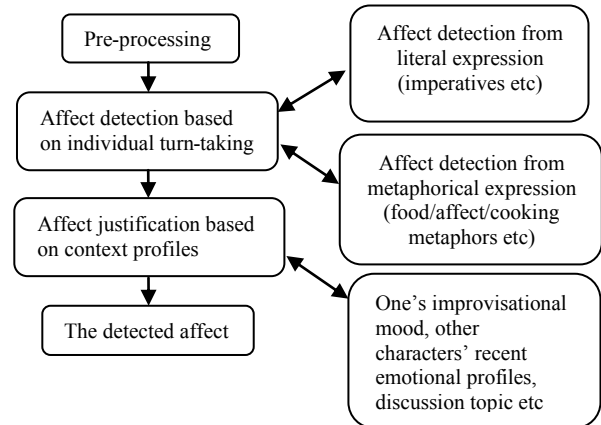 Pre-processing
Affect detection based
on individual turn-taking
Affect justification based
on context profiles
The detected affect
Affect detection from
literal expression
(imperatives etc)
Affect detection from
metaphorical expression
(food/affect/cooking
metaphors etc)
One's improvisational
mood, other
characters' recent
emotional profiles,
discussion topic etc